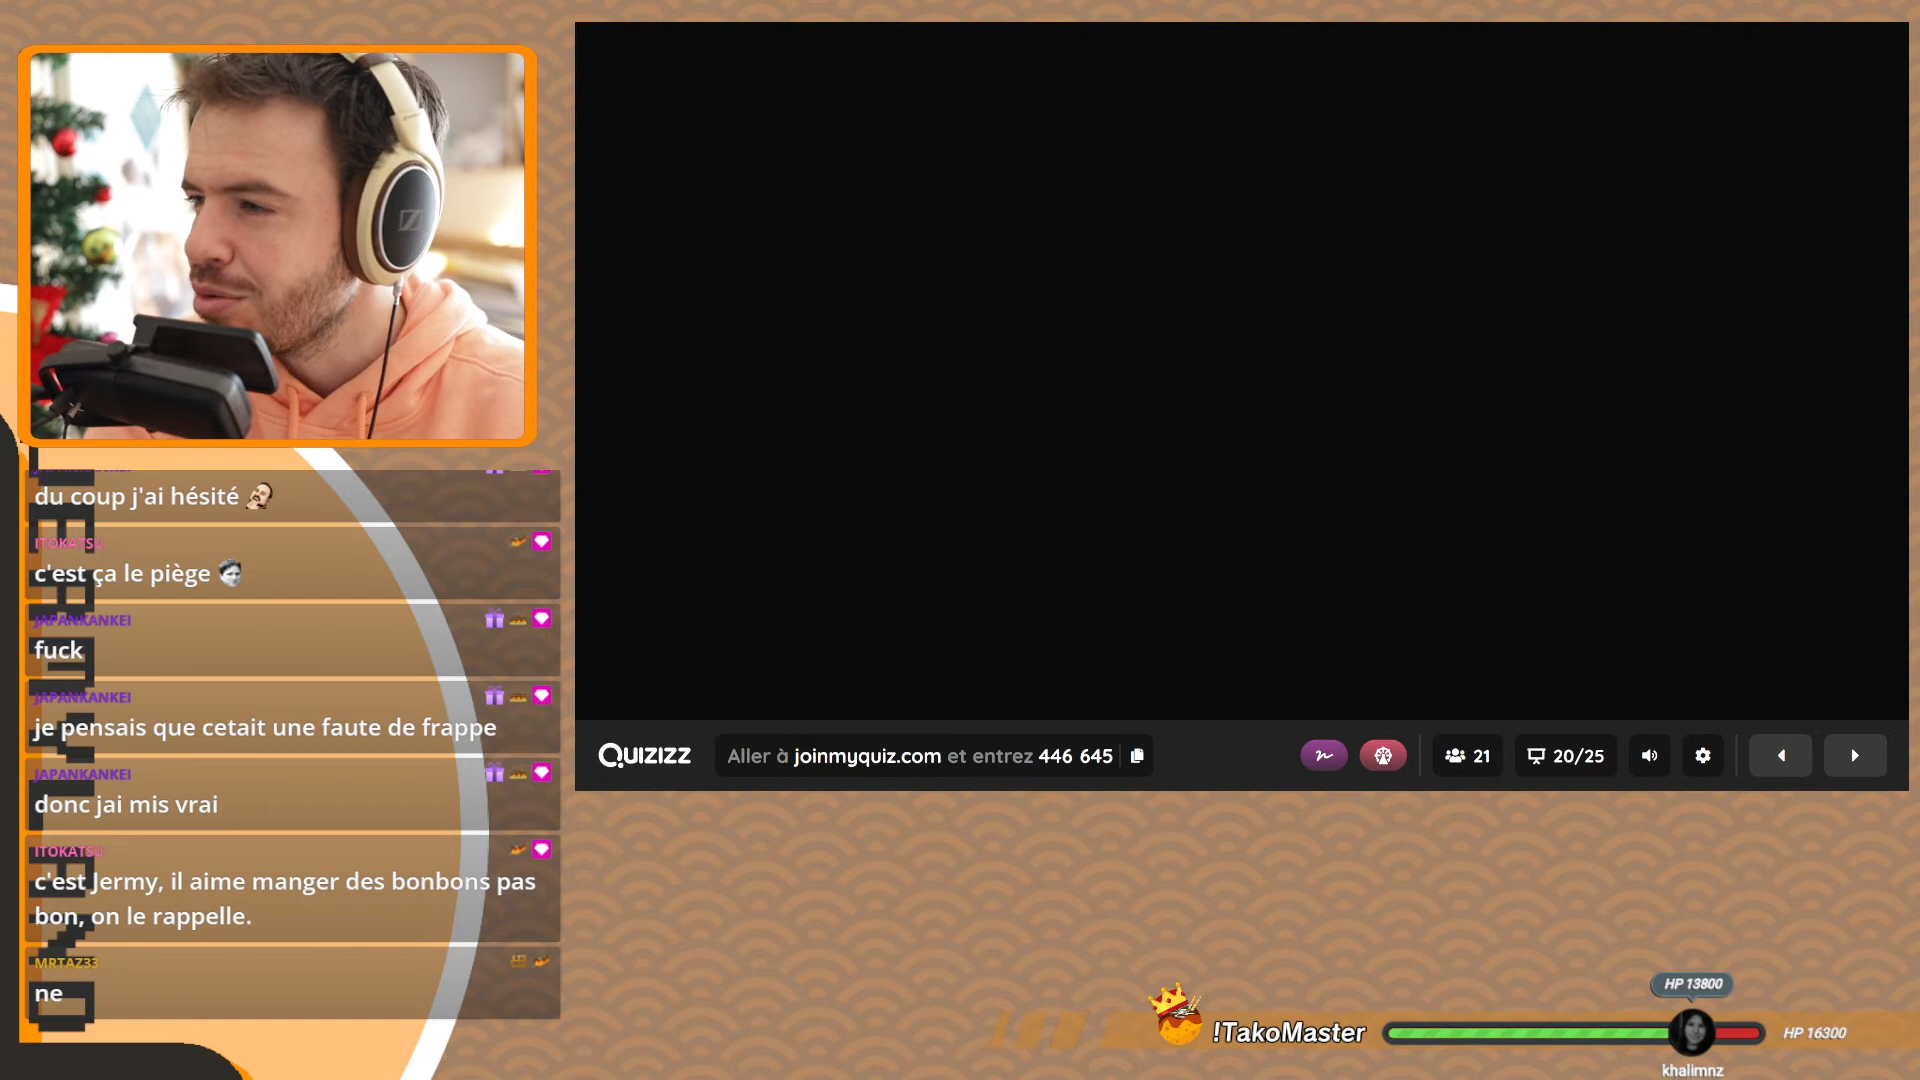 du coup j'ai hésité
ITOKATSU
c'est ça le piège
JAPANKANKEI
fuck
JAPANKANKEI
je pensais que cetait une faute de frappe
JAPANKANKEI
donc jai mis vrai
ITOKATSU
c'est Jermy, il aime manger des bonbons pas
bon, on le rappelle.
MRTAZ33
ne
QUIZIZZ
Aller à joinmyquiz.com et entrez 446 645
21
20/25
HP 13800
!TakoMaster
HP 16300
khalimnz